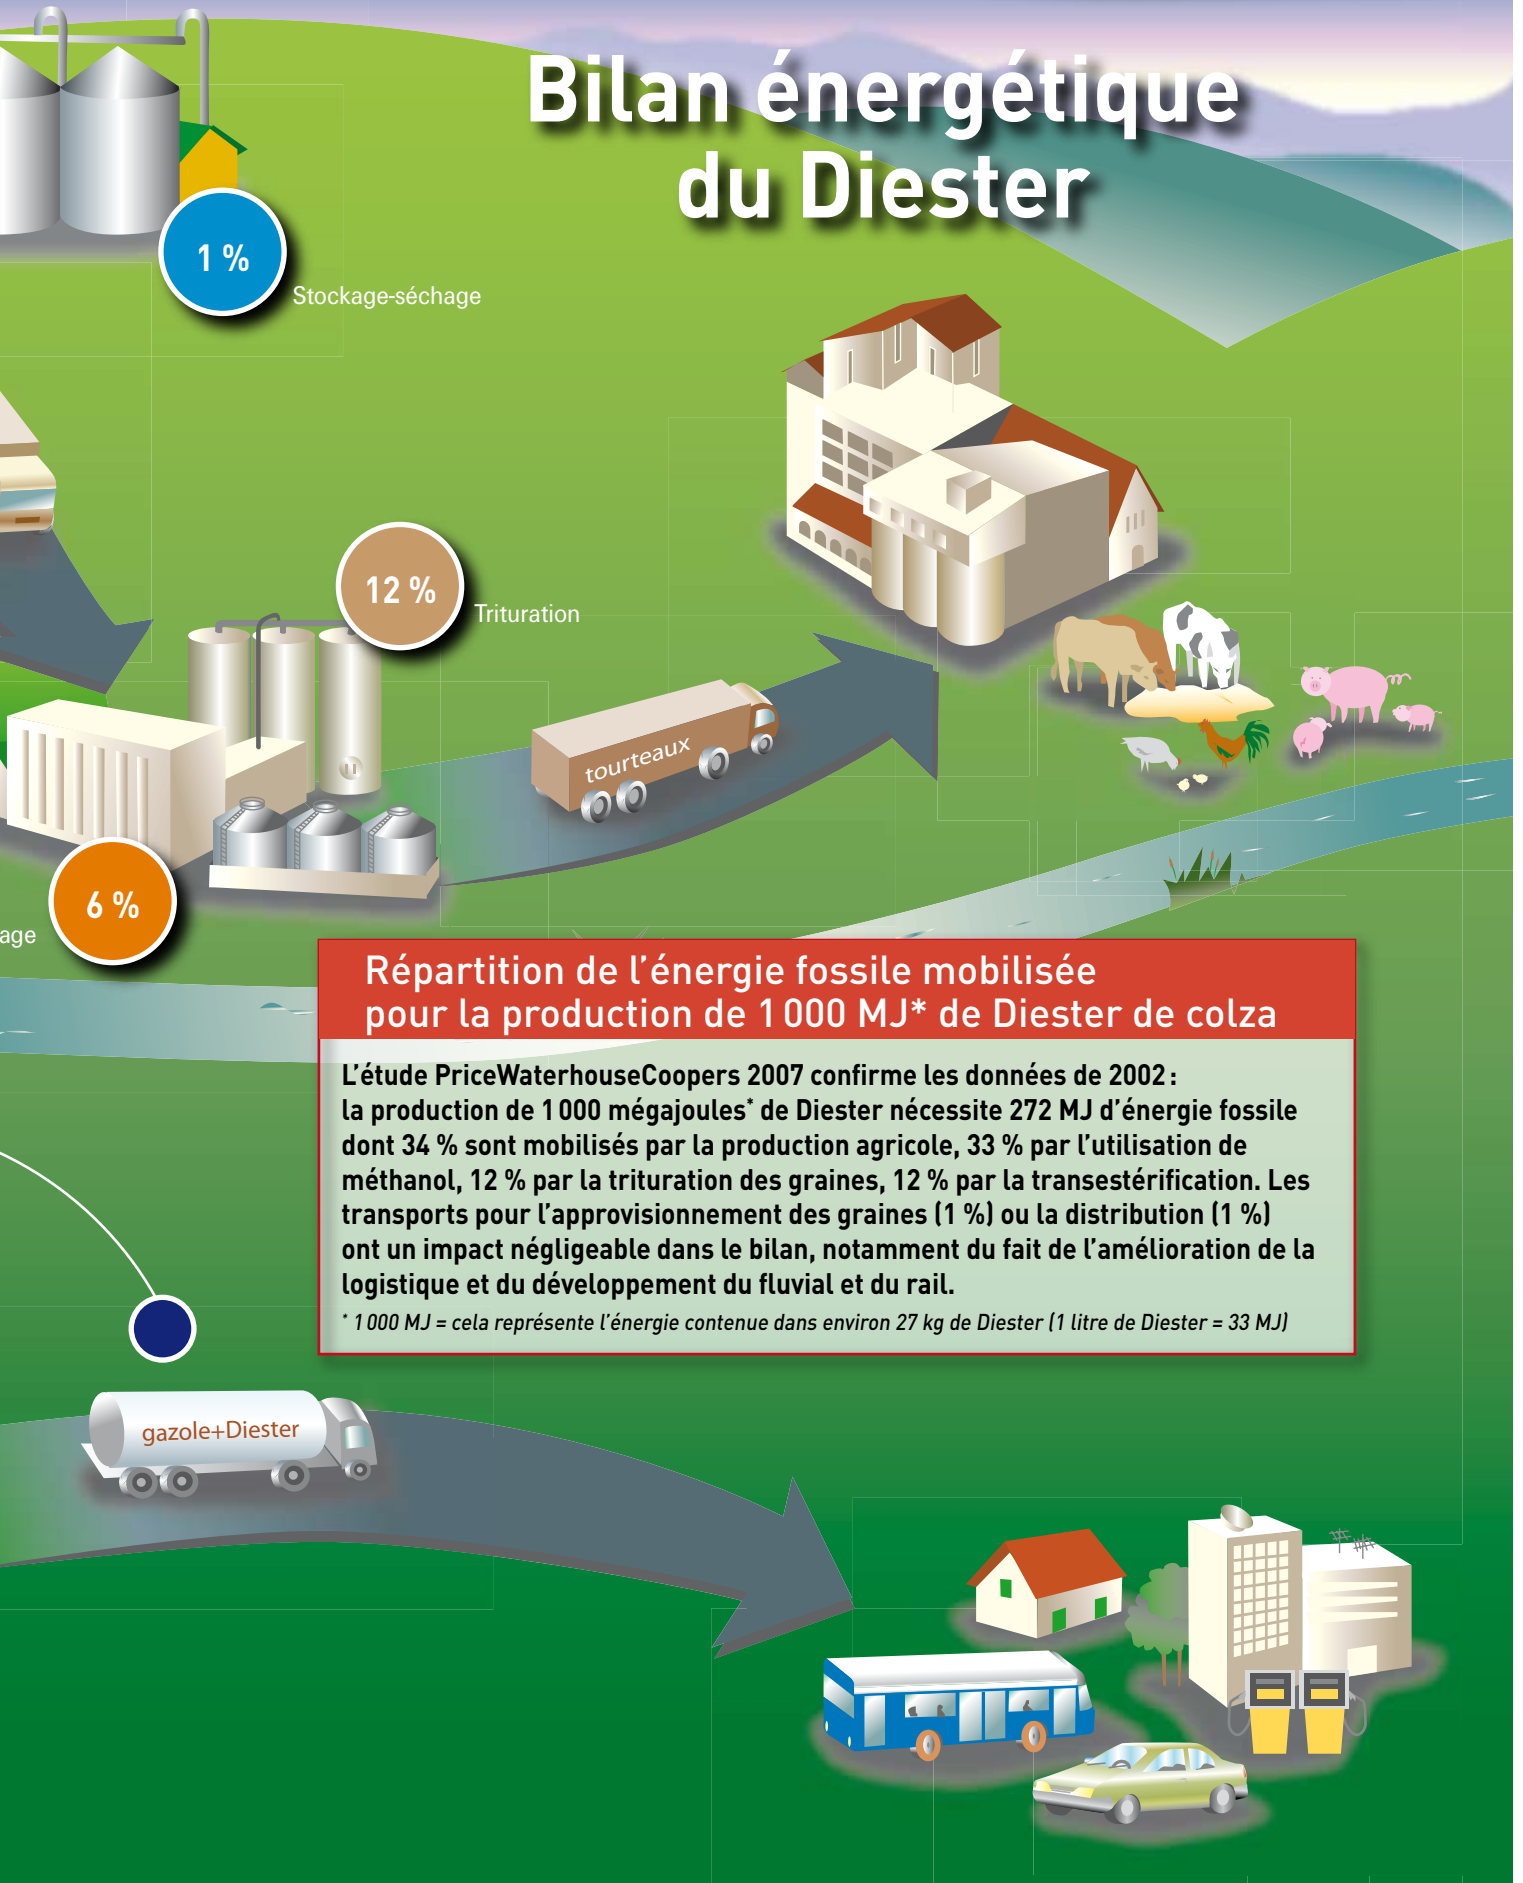 Bilan énergétique
du Diester
1 %
Stockage-séchage
12 %
Trituration
tourteaux
6 %
age
Répartition de l’énergie fossile mobilisée
pour la production de 1 000 MJ* de Diester de colza
L’étude PriceWaterhouseCoopers 2007 confirme les données de 2002 :
la production de 1 000 mégajoules* de Diester nécessite 272 MJ d’énergie fossile
dont 34 % sont mobilisés par la production agricole, 33 % par l’utilisation de
méthanol, 12 % par la trituration des graines, 12 % par la transestérification. Les
transports pour l’approvisionnement des graines (1 %) ou la distribution (1 %)
ont un impact négligeable dans le bilan, notamment du fait de l’amélioration de la
logistique et du développement du fluvial et du rail.
* 1 000 MJ = cela représente l’énergie contenue dans environ 27 kg de Diester (1 litre de Diester = 33 MJ)
gazole+Diester